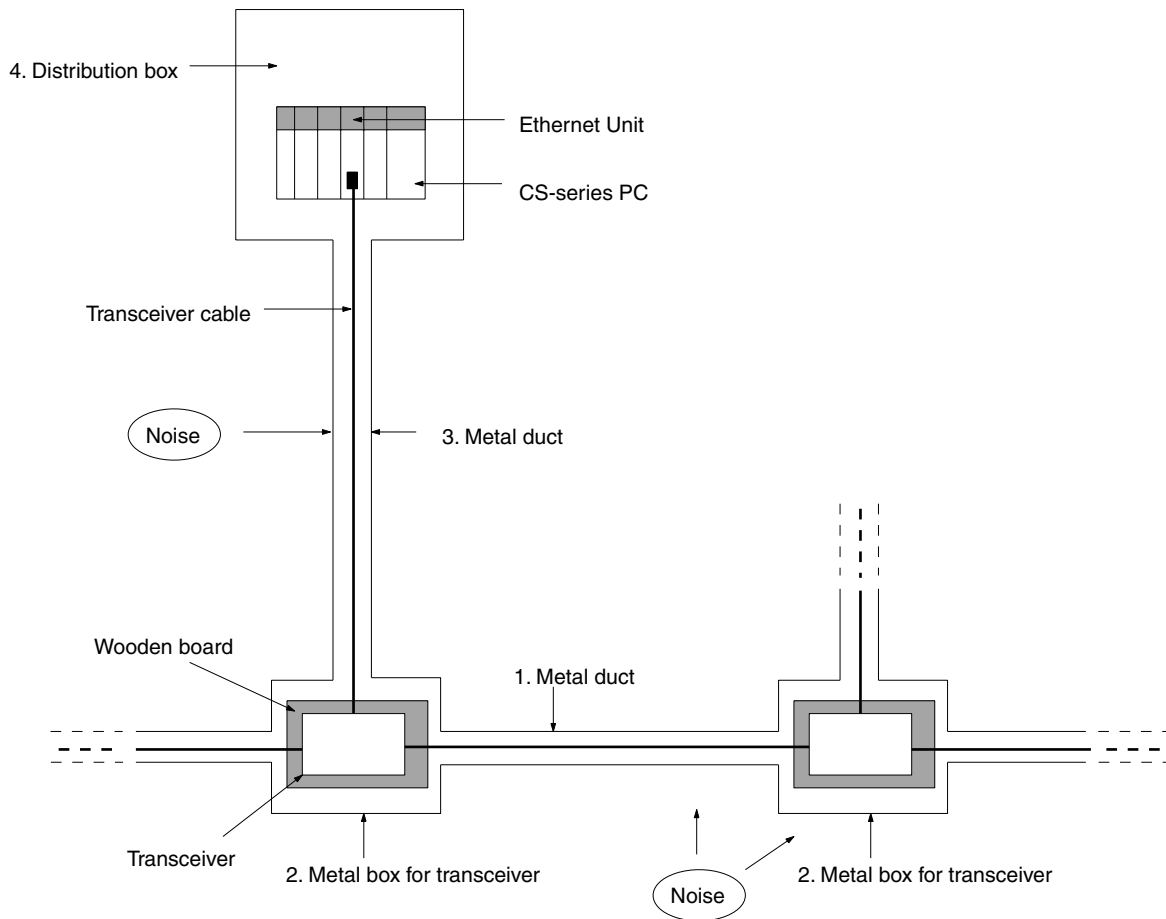 4. Distribution box
Ethernet Unit
CS-series PC
Transceiver cable
Noise
3. Metal duct
Wooden board
1. Metal duct
Transceiver
2. Metal box for transceiver
Noise
2. Metal box for transceiver